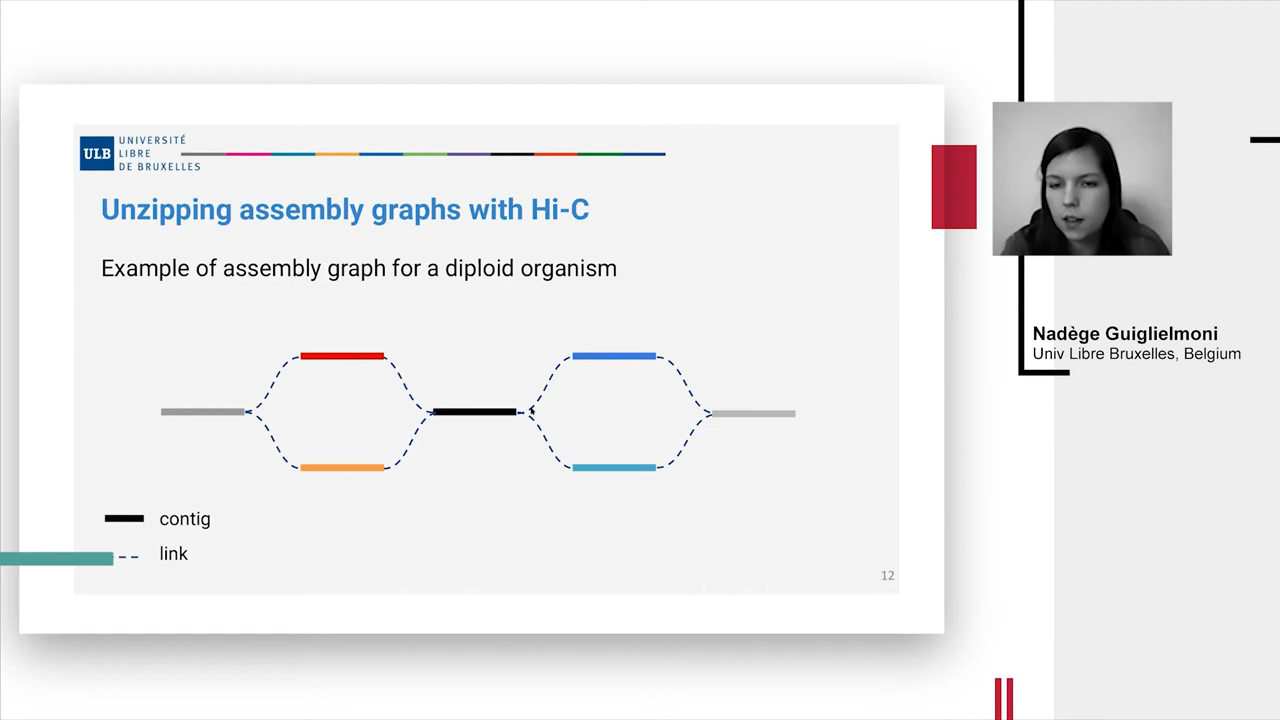 ULB
UNIVERSITÉ
LIBRE
DE BRUXELLES
Unzipping assembly graphs with Hi-C
Example of assembly graph for a diploid organism
contig
link
12
Nadège Guiglielmoni
Univ Libre Bruxelles, Belgium